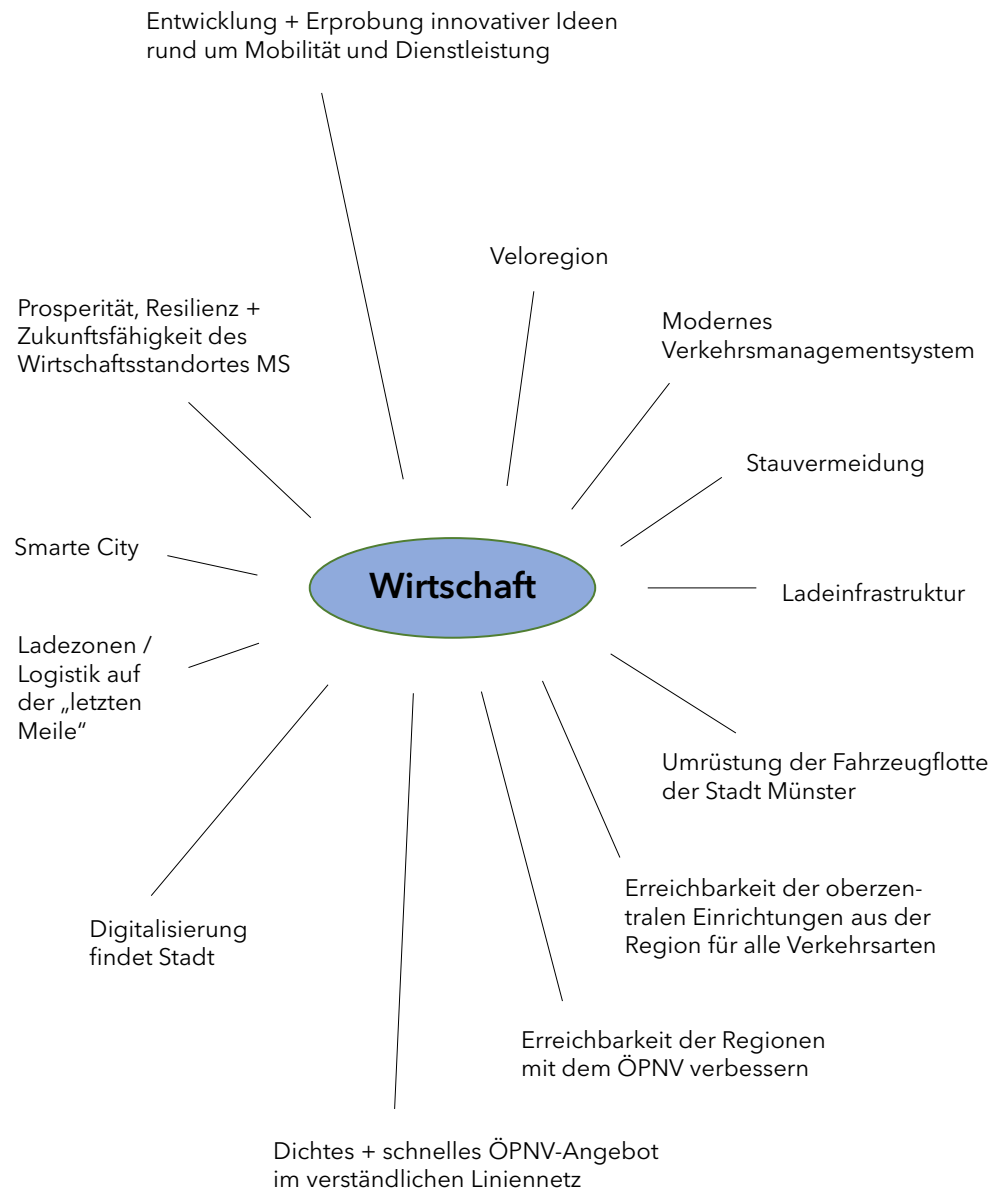 Entwicklung + Erprobung innovativer Ideen
rund um Mobilität und Dienstleistung
Veloregion
Prosperität, Resilienz +
Zukunftsfähigkeit des
Wirtschaftsstandortes MS
Modernes
Verkehrsmanagementsystem
Stauvermeidung
Smarte City
Wirtschaft
Ladeinfrastruktur
Ladezonen /
Logistik auf
der „letzten
Meile“
Umrüstung der Fahrzeugflotte
der Stadt Münster
Erreichbarkeit der oberzen-
tralen Einrichtungen aus der
Region für alle Verkehrsarten
Digitalisierung
findet Stadt
Erreichbarkeit der Regionen
mit dem ÖPNV verbessern
Dichtes + schnelles ÖPNV-Angebot
im verständlichen Liniennetz